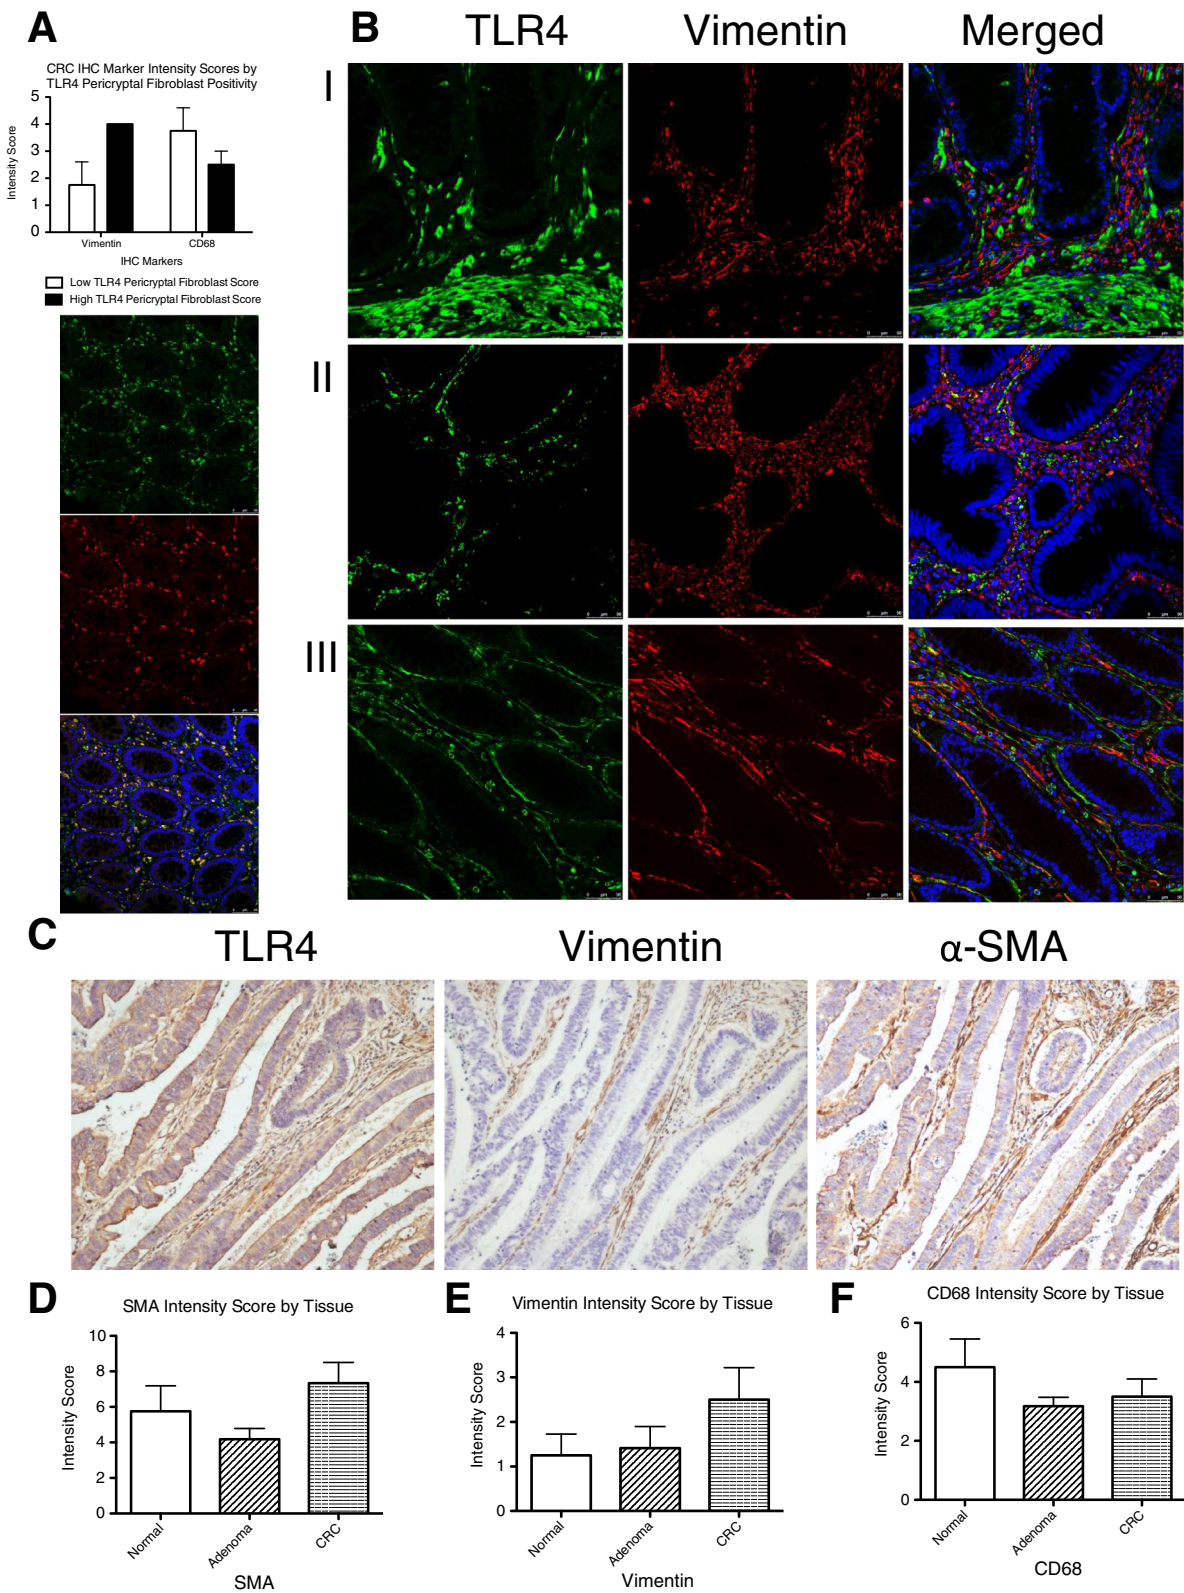 A
CRC IHC Marker Intensity Scores by
TLR4 Pericryptal Fibroblast Positivity
Intensity Score
5
4
3
2
1
0
Vimentin
CD68
IHC Markers
Low TLR4 Pericryptal Fibroblast Score
High TLR4 Pericryptal Fibroblast Score
B
TLR4
Vimentin
Merged
I
II
III
C
TLR4
Vimentin
α-SMA
D
SMA Intensity Score by Tissue
Intensity Score
10
8
6
4
2
0
Normal
Adenoma
CRC
SMA
E
Vimentin Intensity Score by Tissue
Intensity Score
4
3
2
1
0
Normal
Adenoma
CRC
Vimentin
F
CD68 Intensity Score by Tissue
Intensity Score
6
4
2
0
Normal
Adenoma
CRC
CD68